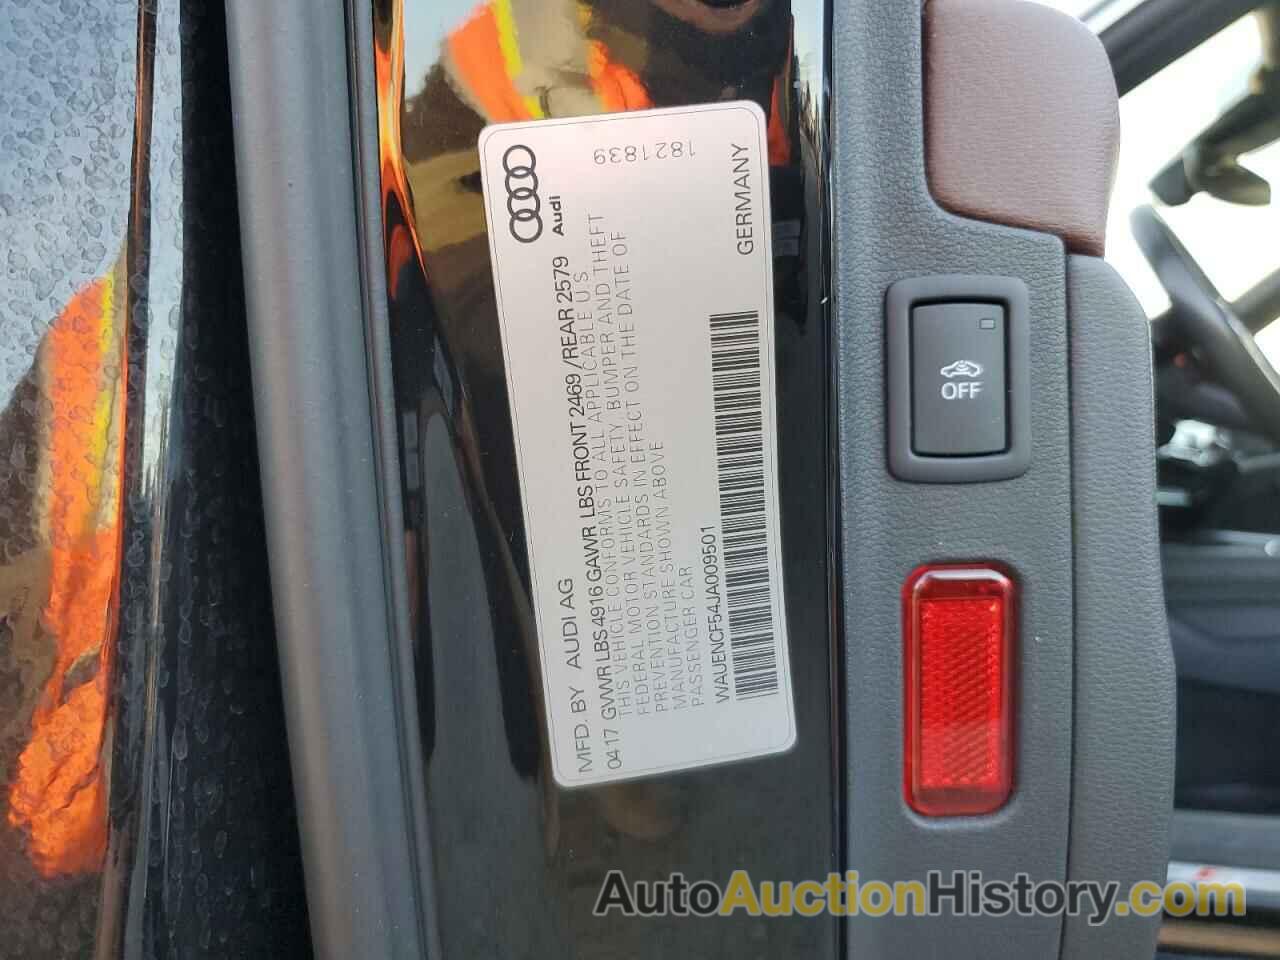 Audi
1821839
MFD. BY AUDI AG
GERMANY
0417 GVWR LBS 4916 GAWR LBS FRONT 2469 /REAR 2579
THIS VEHICLE CONFORMS TO ALL APPLICABLE U S
FEDERAL MOTOR VEHICLE SAFETY, BUMPER AND THEFT
PREVENTION STANDARDS IN EFFECT ON THE DATE OF
MANUFACTURE SHOWN ABOVE
PASSENGER CAR
WAUENCF54JA009501
OFF
AutoAuctionHistory.com